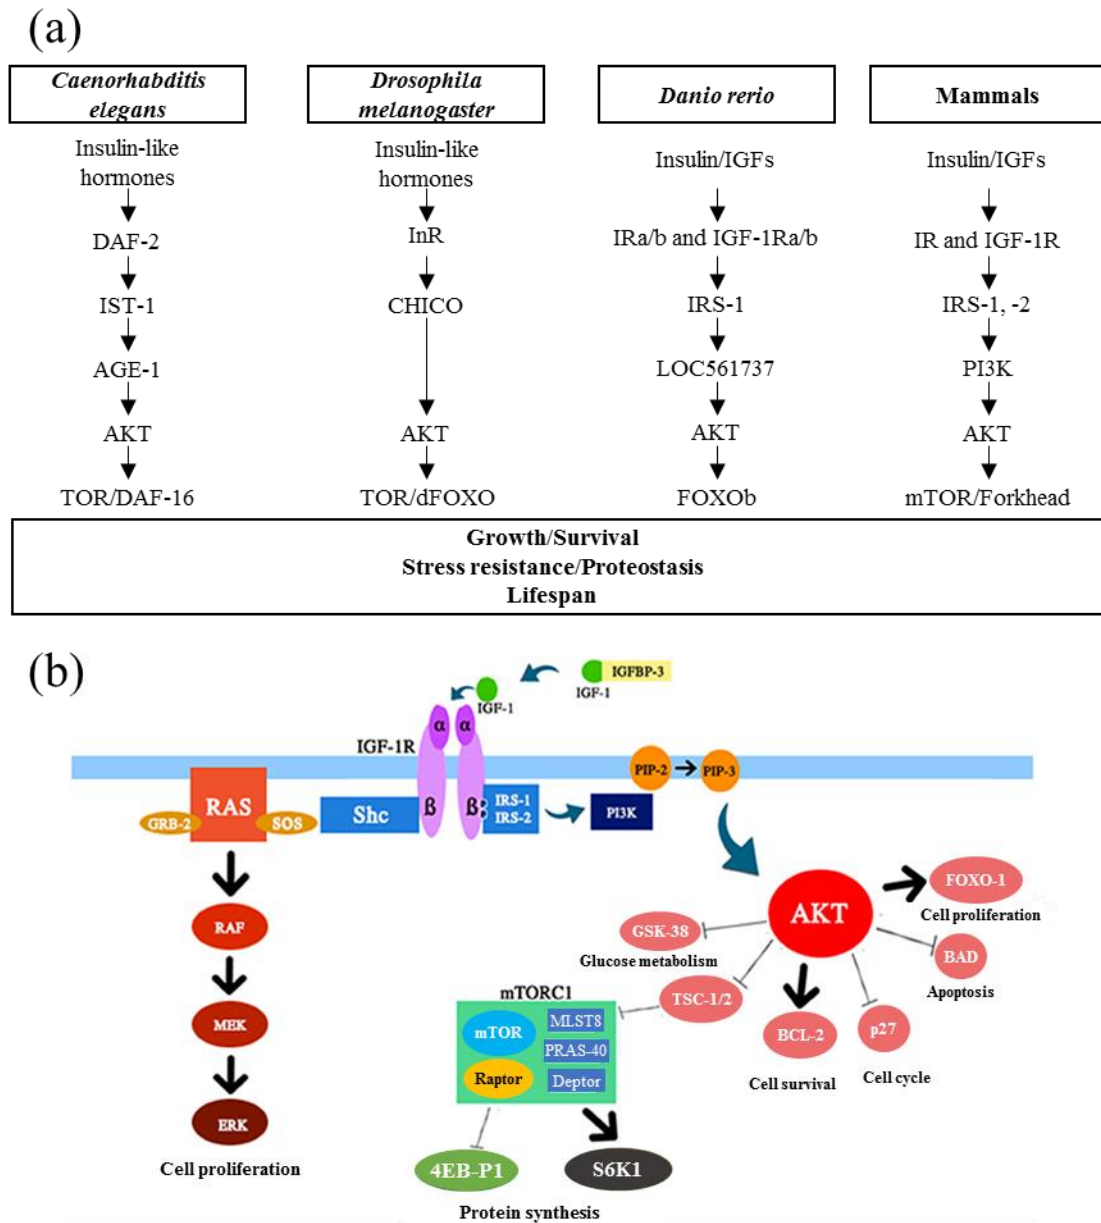 (a)
Caenorhabditis
elegans
Drosophila
melanogaster
Danio rerio
Mammals
Insulin-like
hormones
Insulin-like
hormones
Insulin/IGFs
Insulin/IGFs
DAF-2
InR
IRa/b and IGF-1Ra/b
IR and IGF-1R
IST-1
CHICO
IRS-1
IRS-1, -2
AGE-1
LOC561737
PI3K
AKT
AKT
AKT
AKT
TOR/DAF-16
TOR/dFOXO
FOXOb
mTOR/Forkhead
Growth/Survival
Stress resistance/Proteostasis
Lifespan
(b)
IGFBP-3
IGF-1
IGF-1
α
α
IGF-1R
PIP-2
PIP-3
RAS
GRB-2
SOS
Shc
ß
ß
IRS-1
IRS-2
PI3K
AKT
FOXO-1
Cell proliferation
RAF
GSK-38
Glucose metabolism
BAD
Apoptosis
mTORC1
TSC-1/2
MEK
mTOR
MLST8
PRAS-40
Raptor
Deptor
BCL-2
p27
Cell survival
Cell cycle
ERK
Cell proliferation
4EB-P1
S6K1
Protein synthesis